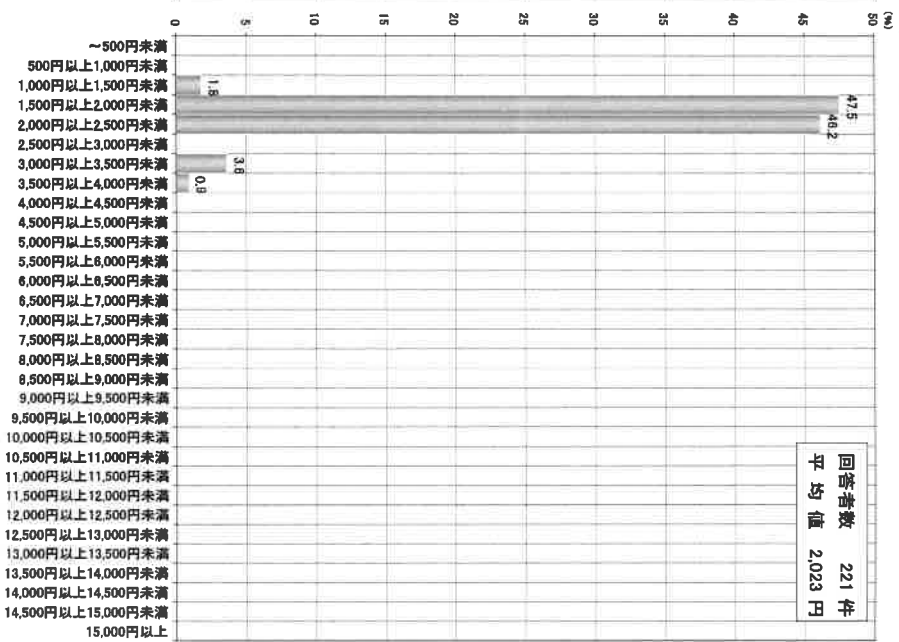 (%)
0
5
10
15
20
25
30
35
40
45
50
～500円未満
500円以上1,000円未満
1,000円以上1,500円未満
1,500円以上2,000円未満
2,000円以上2,500円未満
2,500円以上3,000円未満
3,000円以上3,500円未満
3,500円以上4,000円未満
4,000円以上4,500円未満
4,500円以上5,000円未満
5,000円以上5,500円未満
5,500円以上6,000円未満
6,000円以上6,500円未満
6,500円以上7,000円未満
7,000円以上7,500円未満
7,500円以上8,000円未満
8,000円以上8,500円未満
8,500円以上9,000円未満
9,000円以上9,500円未満
9,500円以上10,000円未満
10,000円以上10,500円未満
10,500円以上11,000円未満
11,000円以上11,500円未満
11,500円以上12,000円未満
12,000円以上12,500円未満
12,500円以上13,000円未満
13,000円以上13,500円未満
13,500円以上14,000円未満
14,000円以上14,500円未満
14,500円以上15,000円未満
15,000円以上
1.8
47.5
46.2
3.6
0.9
回答者数 221 件
平均値 2,023 円